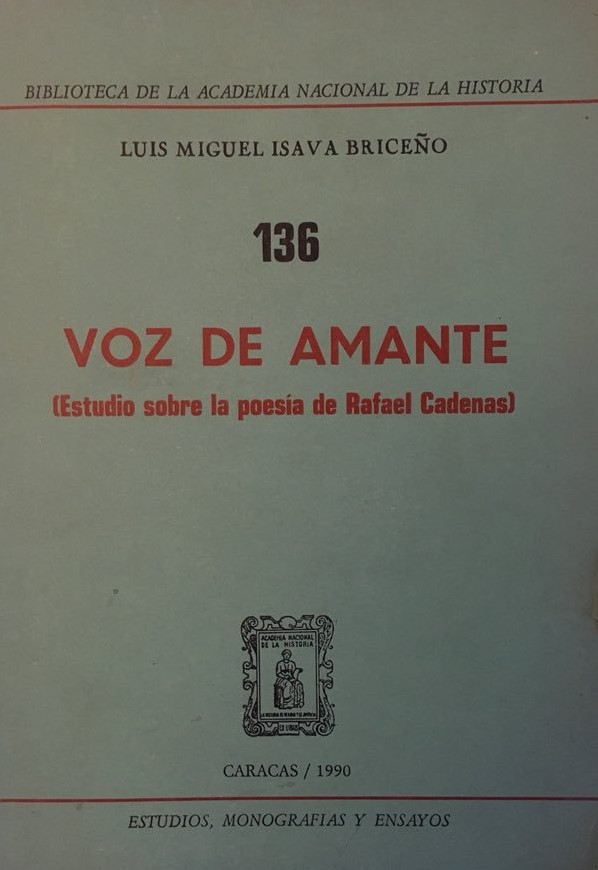 BIBLIOTECA DE LA ACADEMIA NACIONAL DE LA HISTORIA
LUIS MIGUEL ISAVA BRICEÑO
136
VOZ DE AMANTE
(Estudio sobre la poesía de Rafael Cadenas)
ACADEMIA NACIONAL
DE LA HISTORIA
CARACAS / 1990
ESTUDIOS, MONOGRAFIAS Y ENSAYOS